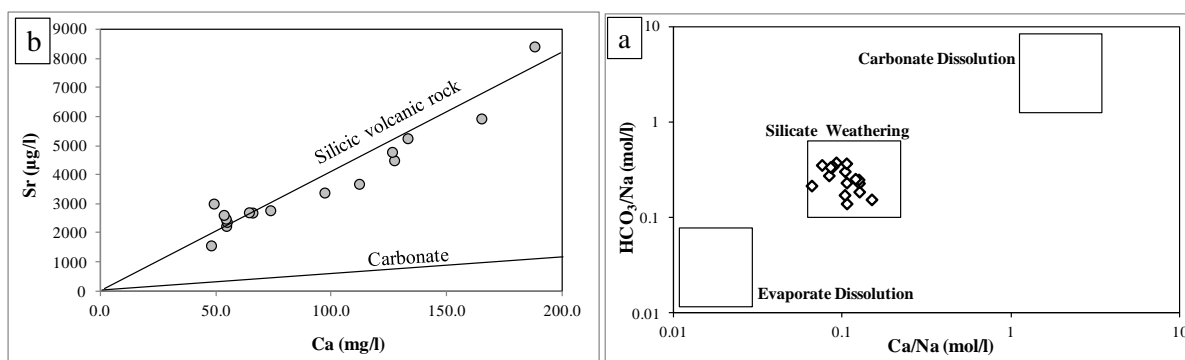 b
9000
8000
7000
6000
5000
4000
3000
2000
1000
0
Sr (µg/l)
Silicic volcanic rock
Carbonate
0.0 50.0 100.0 150.0 200.0
Ca (mg/l)
a
10
1
0.1
0.01
HCO₃/Na (mol/l)
Carbonate Dissolution
Silicate Weathering
Evaporate Dissolution
0.01 0.1 1 10
Ca/Na (mol/l)